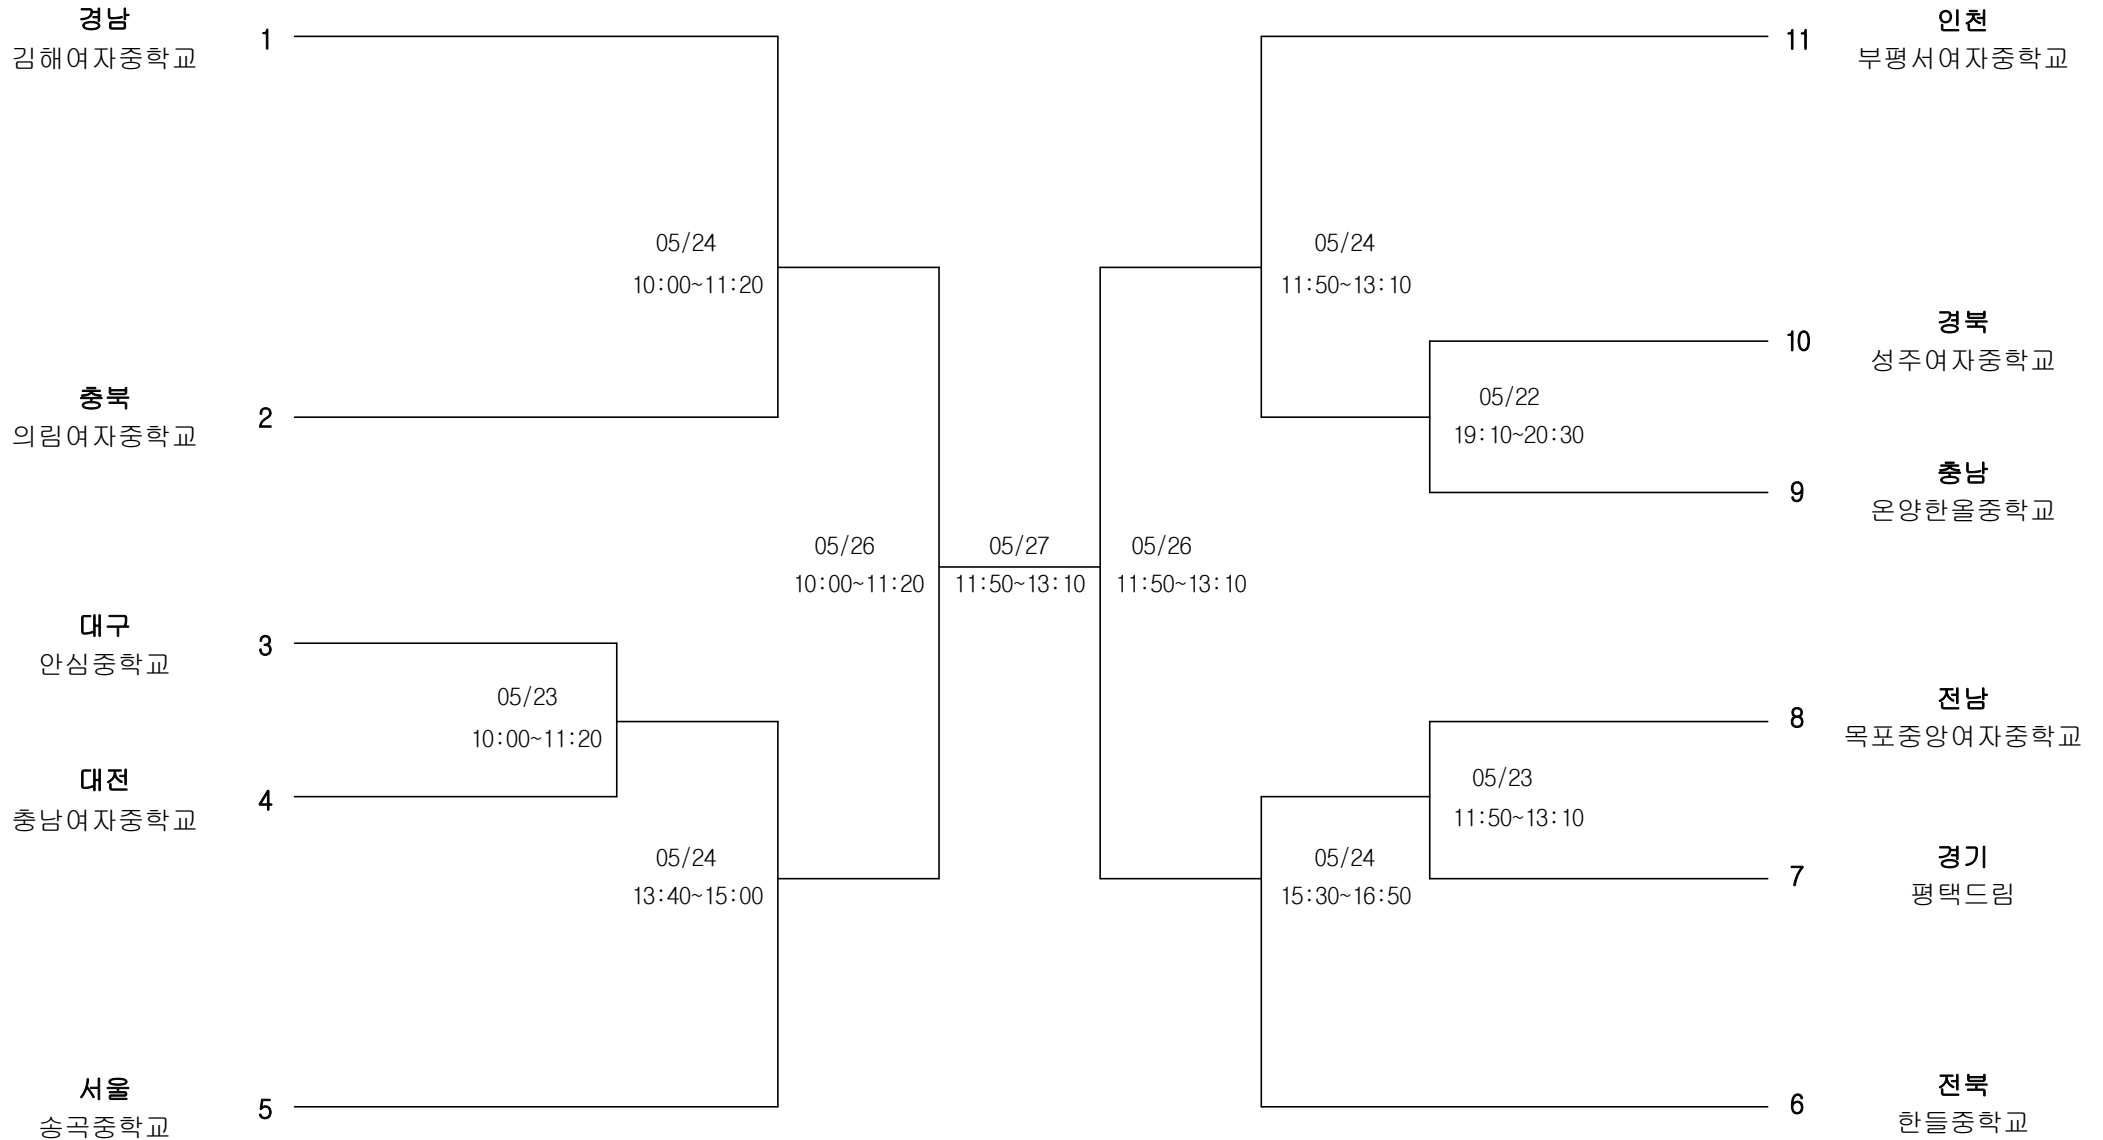 경남
김해여자중학교
1
05/24
10:00~11:20
충북
의림여자중학교
2
대구
안심중학교
3
05/23
10:00~11:20
대전
충남여자중학교
4
05/24
13:40~15:00
서울
송곡중학교
5
05/26
10:00~11:20
05/27
11:50~13:10
05/26
11:50~13:10
인천
부평서여자중학교
11
05/24
11:50~13:10
경북
성주여자중학교
10
05/22
19:10~20:30
충남
온양한올중학교
9
전남
목포중앙여자중학교
8
05/23
11:50~13:10
경기
평택드림
7
05/24
15:30~16:50
전북
한들중학교
6